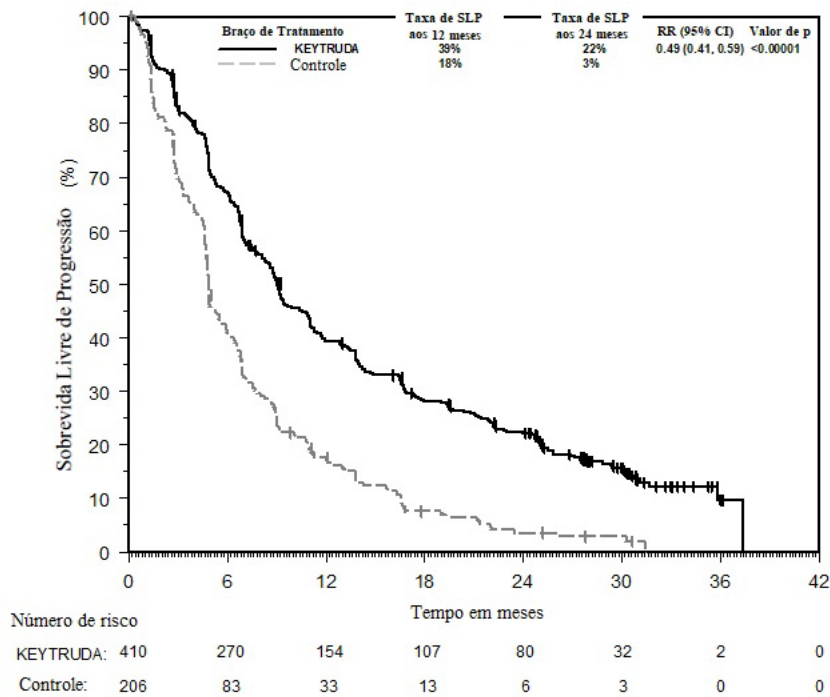 Braço de Tratamento Taxa de SLP aos 12 meses Taxa de SLP aos 24 meses RR (95% CI) Valor de p
KEYTRUDA 39% 22% 0.49 (0.41, 0.59) <0.00001
Controle 18% 3%
Sobrevida Livre de Progressão (%)
100
90
80
70
60
50
40
30
20
10
0
0 6 12 18 24 30 36 42
Tempo em meses
Número de risco
KEYTRUDA: 410 270 154 107 80 32 2 0
Controle: 206 83 33 13 6 3 0 0